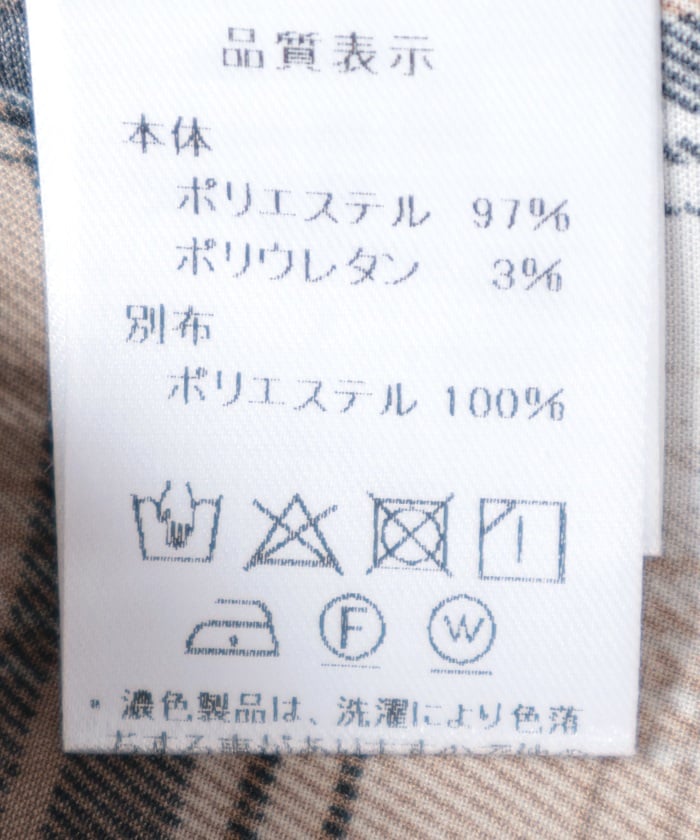 品質表示
本体
ポリエステル 97%
ポリウレタン 3%
別布
ポリエステル 100%
F W
・濃色製品は、洗濯により色落